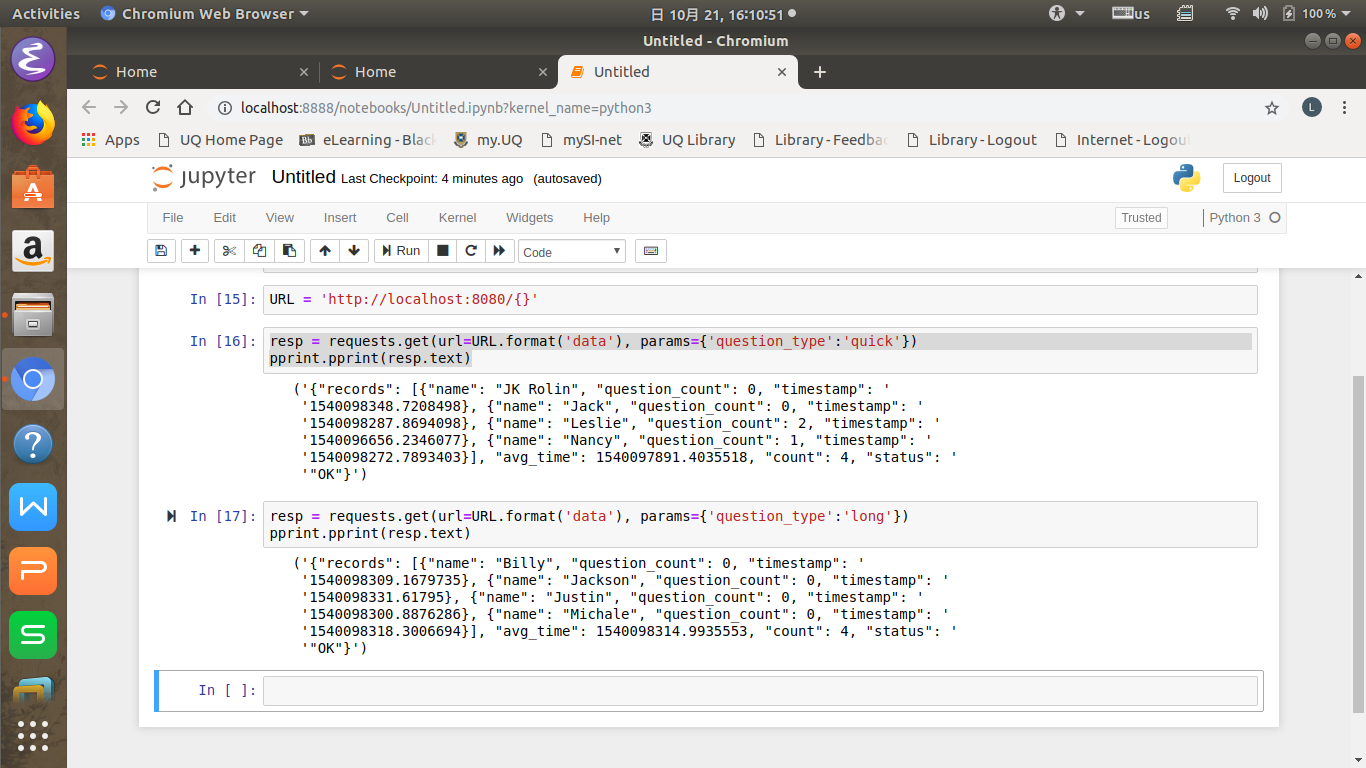 Activities
Chromium Web Browser
日 10月 21, 16:10:51
us
100 %
Untitled - Chromium
Home
Home
Untitled
localhost:8888/notebooks/Untitled.ipynb?kernel_name=python3
L
Apps
UQ Home Page
Bb
eLearning - Blac
my.UQ
mySI-net
UQ Library
Library - Feedba
Library - Logout
Internet - Logou
jupyter
Untitled Last Checkpoint: 4 minutes ago (autosaved)
Logout
File
Edit
View
Insert
Cell
Kernel
Widgets
Help
Trusted
Python 3
Run
Code
In [15]: URL = 'http://localhost:8080/{}'
In [16]: resp = requests.get(url=URL.format('data'), params={'question_type':'quick'})
pprint.pprint(resp.text)
('{"records": [{"name": "JK Rolin", "question_count": 0, "timestamp": '
'1540098348.7208498}, {"name": "Jack", "question_count": 0, "timestamp": '
'1540098287.8694098}, {"name": "Leslie", "question_count": 2, "timestamp": '
'1540096656.2346077}, {"name": "Nancy", "question_count": 1, "timestamp": '
'1540098272.7893403}], "avg_time": 1540097891.4035518, "count": 4, "status": '
'"OK"}')
In [17]: resp = requests.get(url=URL.format('data'), params={'question_type':'long'})
pprint.pprint(resp.text)
('{"records": [{"name": "Billy", "question_count": 0, "timestamp": '
'1540098309.1679735}, {"name": "Jackson", "question_count": 0, "timestamp": '
'1540098331.61795}, {"name": "Justin", "question_count": 0, "timestamp": '
'1540098300.8876286}, {"name": "Michale", "question_count": 0, "timestamp": '
'1540098318.3006694}], "avg_time": 1540098314.9935553, "count": 4, "status": '
'"OK"}')
In [ ]: